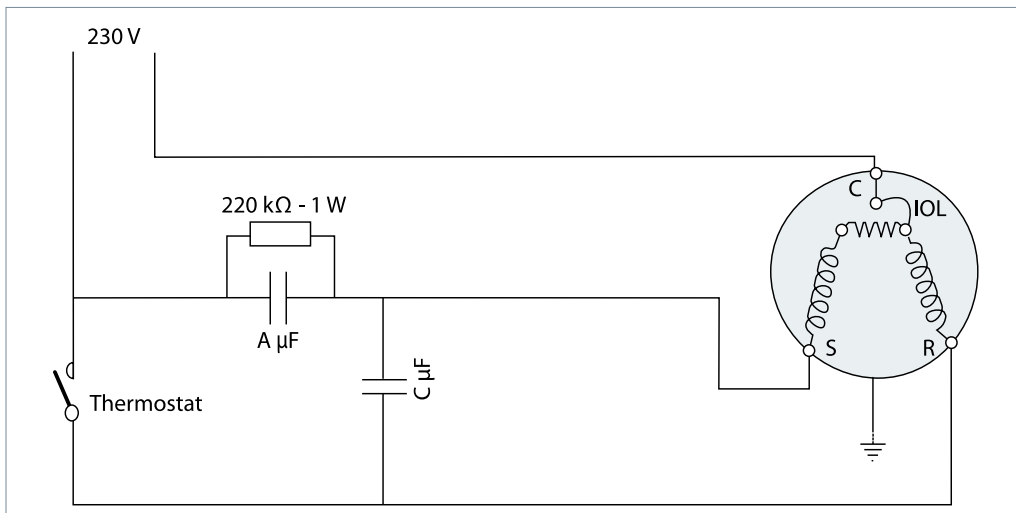 230 V
C
IOL
220 kΩ - 1 W
A µF
S
R
C µF
Thermostat